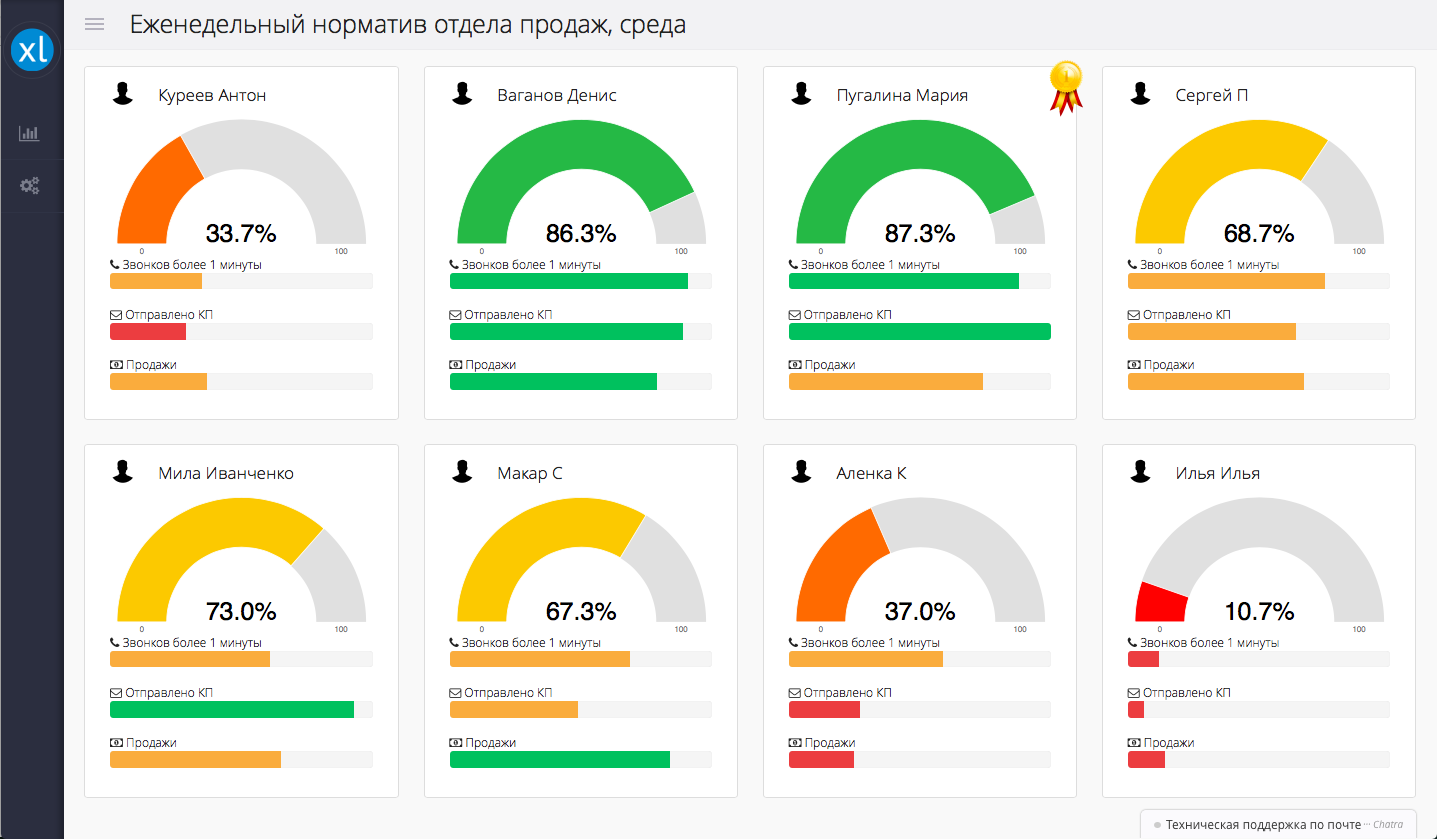 xl
Еженедельный норматив отдела продаж, среда
1
Куреев Антон
33.7%
0 100
Звонков более 1 минуты
Отправлено КП
Продажи
Ваганов Денис
86.3%
0 100
Звонков более 1 минуты
Отправлено КП
Продажи
Пугалина Мария
87.3%
0 100
Звонков более 1 минуты
Отправлено КП
Продажи
Сергей П
68.7%
0 100
Звонков более 1 минуты
Отправлено КП
Продажи
Мила Иванченко
73.0%
0 100
Звонков более 1 минуты
Отправлено КП
Продажи
Макар С
67.3%
0 100
Звонков более 1 минуты
Отправлено КП
Продажи
Аленка К
37.0%
0 100
Звонков более 1 минуты
Отправлено КП
Продажи
Илья Илья
10.7%
0 100
Звонков более 1 минуты
Отправлено КП
Продажи
Техническая поддержка по почте ··· Chatra